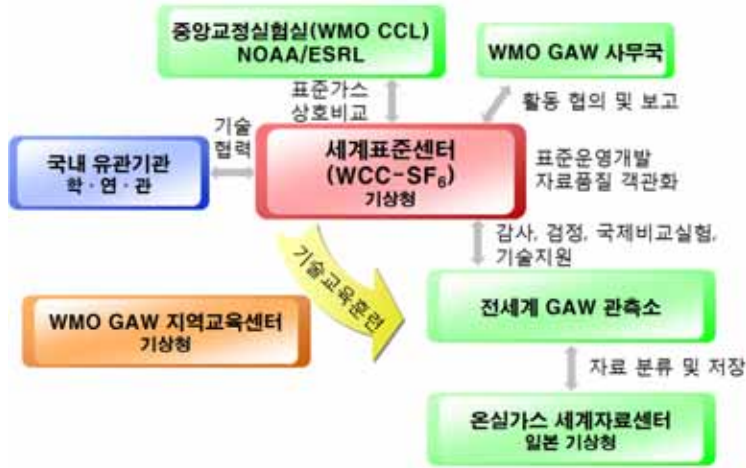 중앙교정실험실(WMO CCL)
NOAA/ESRL
WMO GAW 사무국
표준가스
상호비교
활동 협의 및 보고
기술
협력
국내 유관기관
학·연·관
세계표준센터
(WCC-SF₆)
기상청
표준운영개발
자료품질 객관화
감사, 검정, 국제비교실험,
기술지원
기술교육훈련
WMO GAW 지역교육센터
기상청
전세계 GAW 관측소
자료 분류 및 저장
온실가스 세계자료센터
일본 기상청